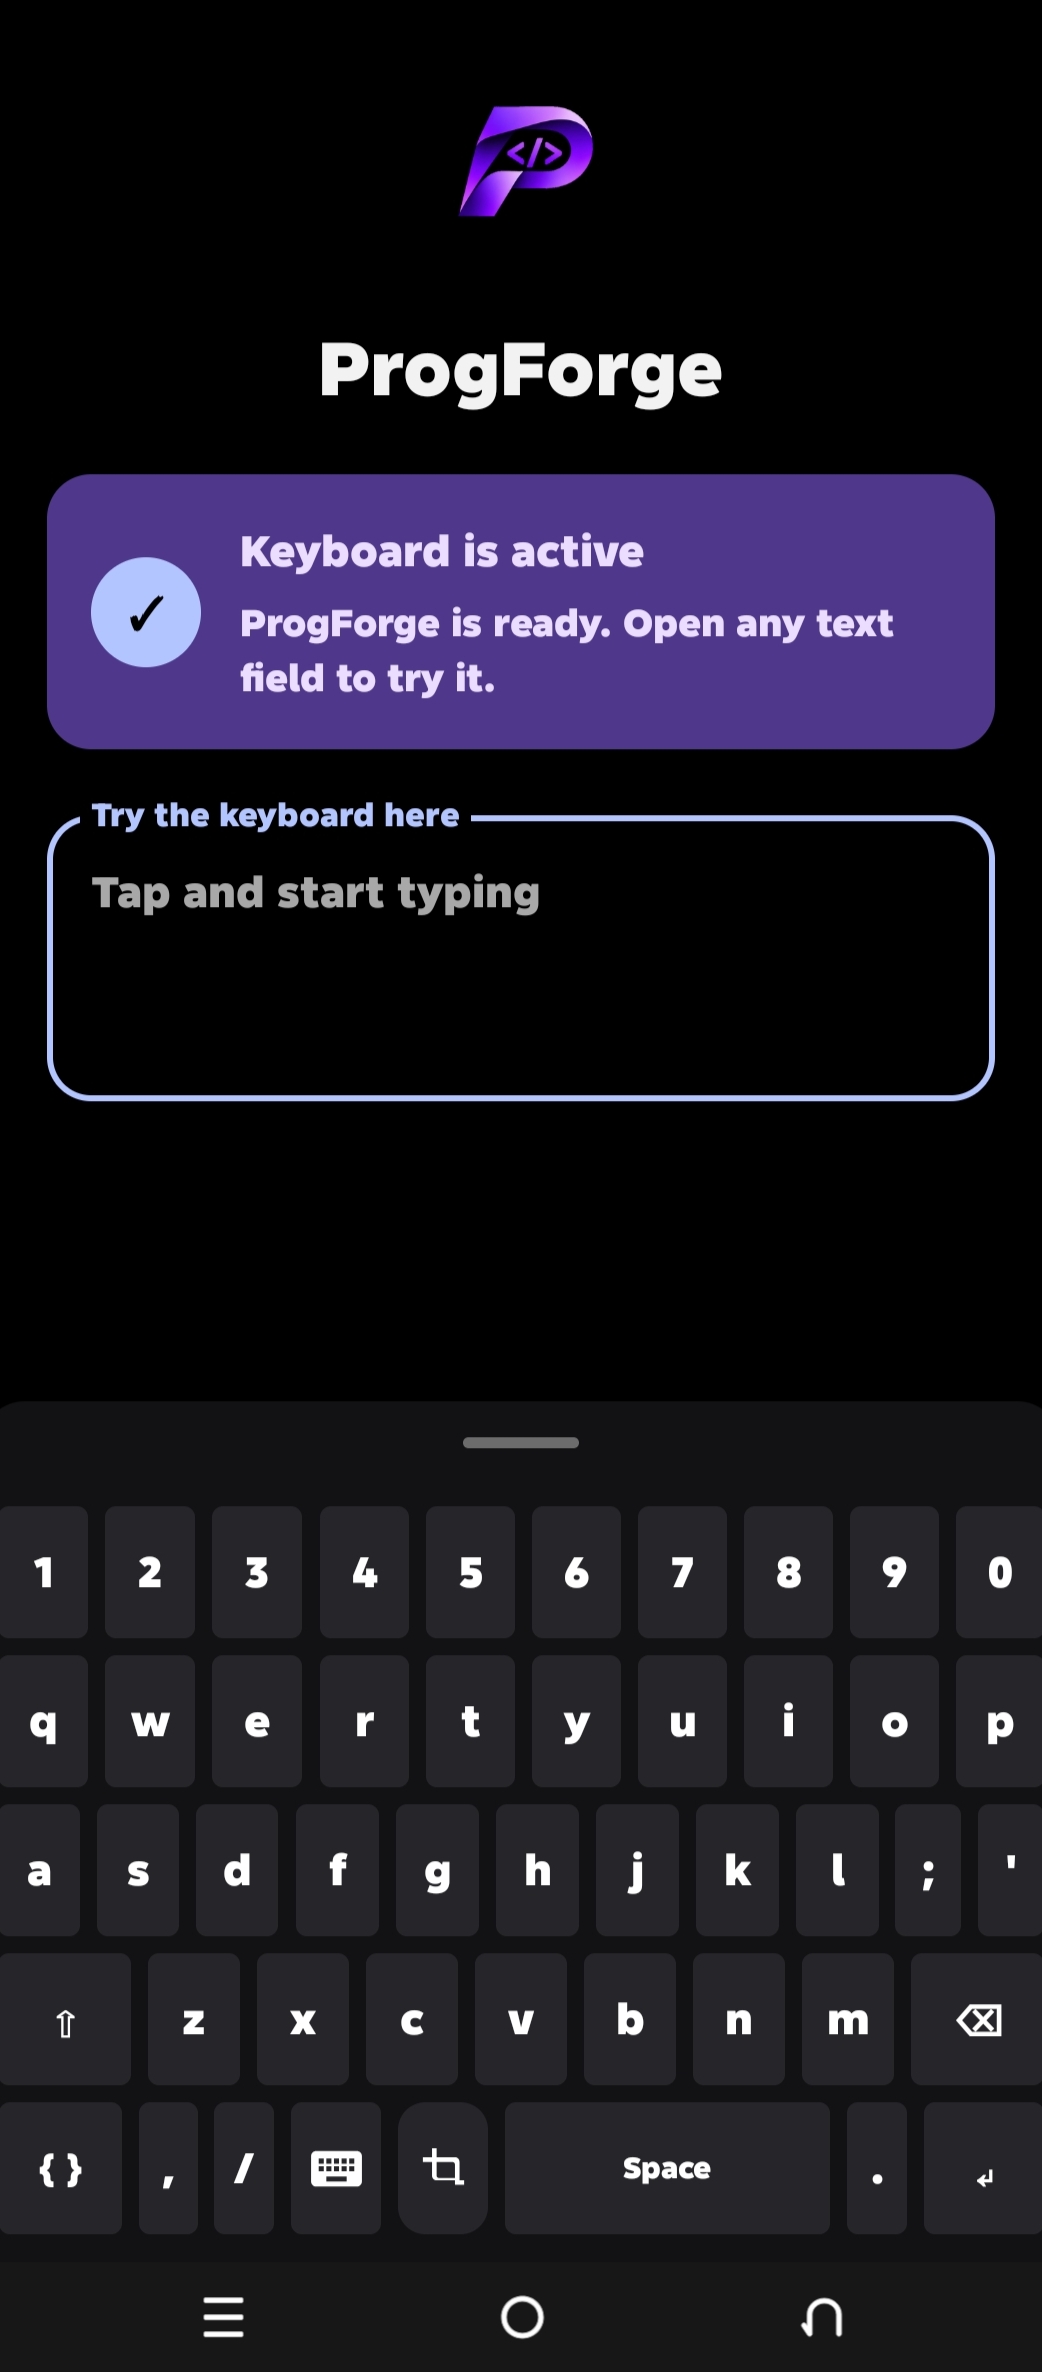 </>
ProgForge
Keyboard is active
ProgForge is ready. Open any text
field to try it.
Try the keyboard here
Tap and start typing
1 2 3 4 5 6 7 8 9 0
q w e r t y u i o p
a s d f g h j k l ; '
⇧ z x c v b n m ⌫
{ } , / Space . ↵